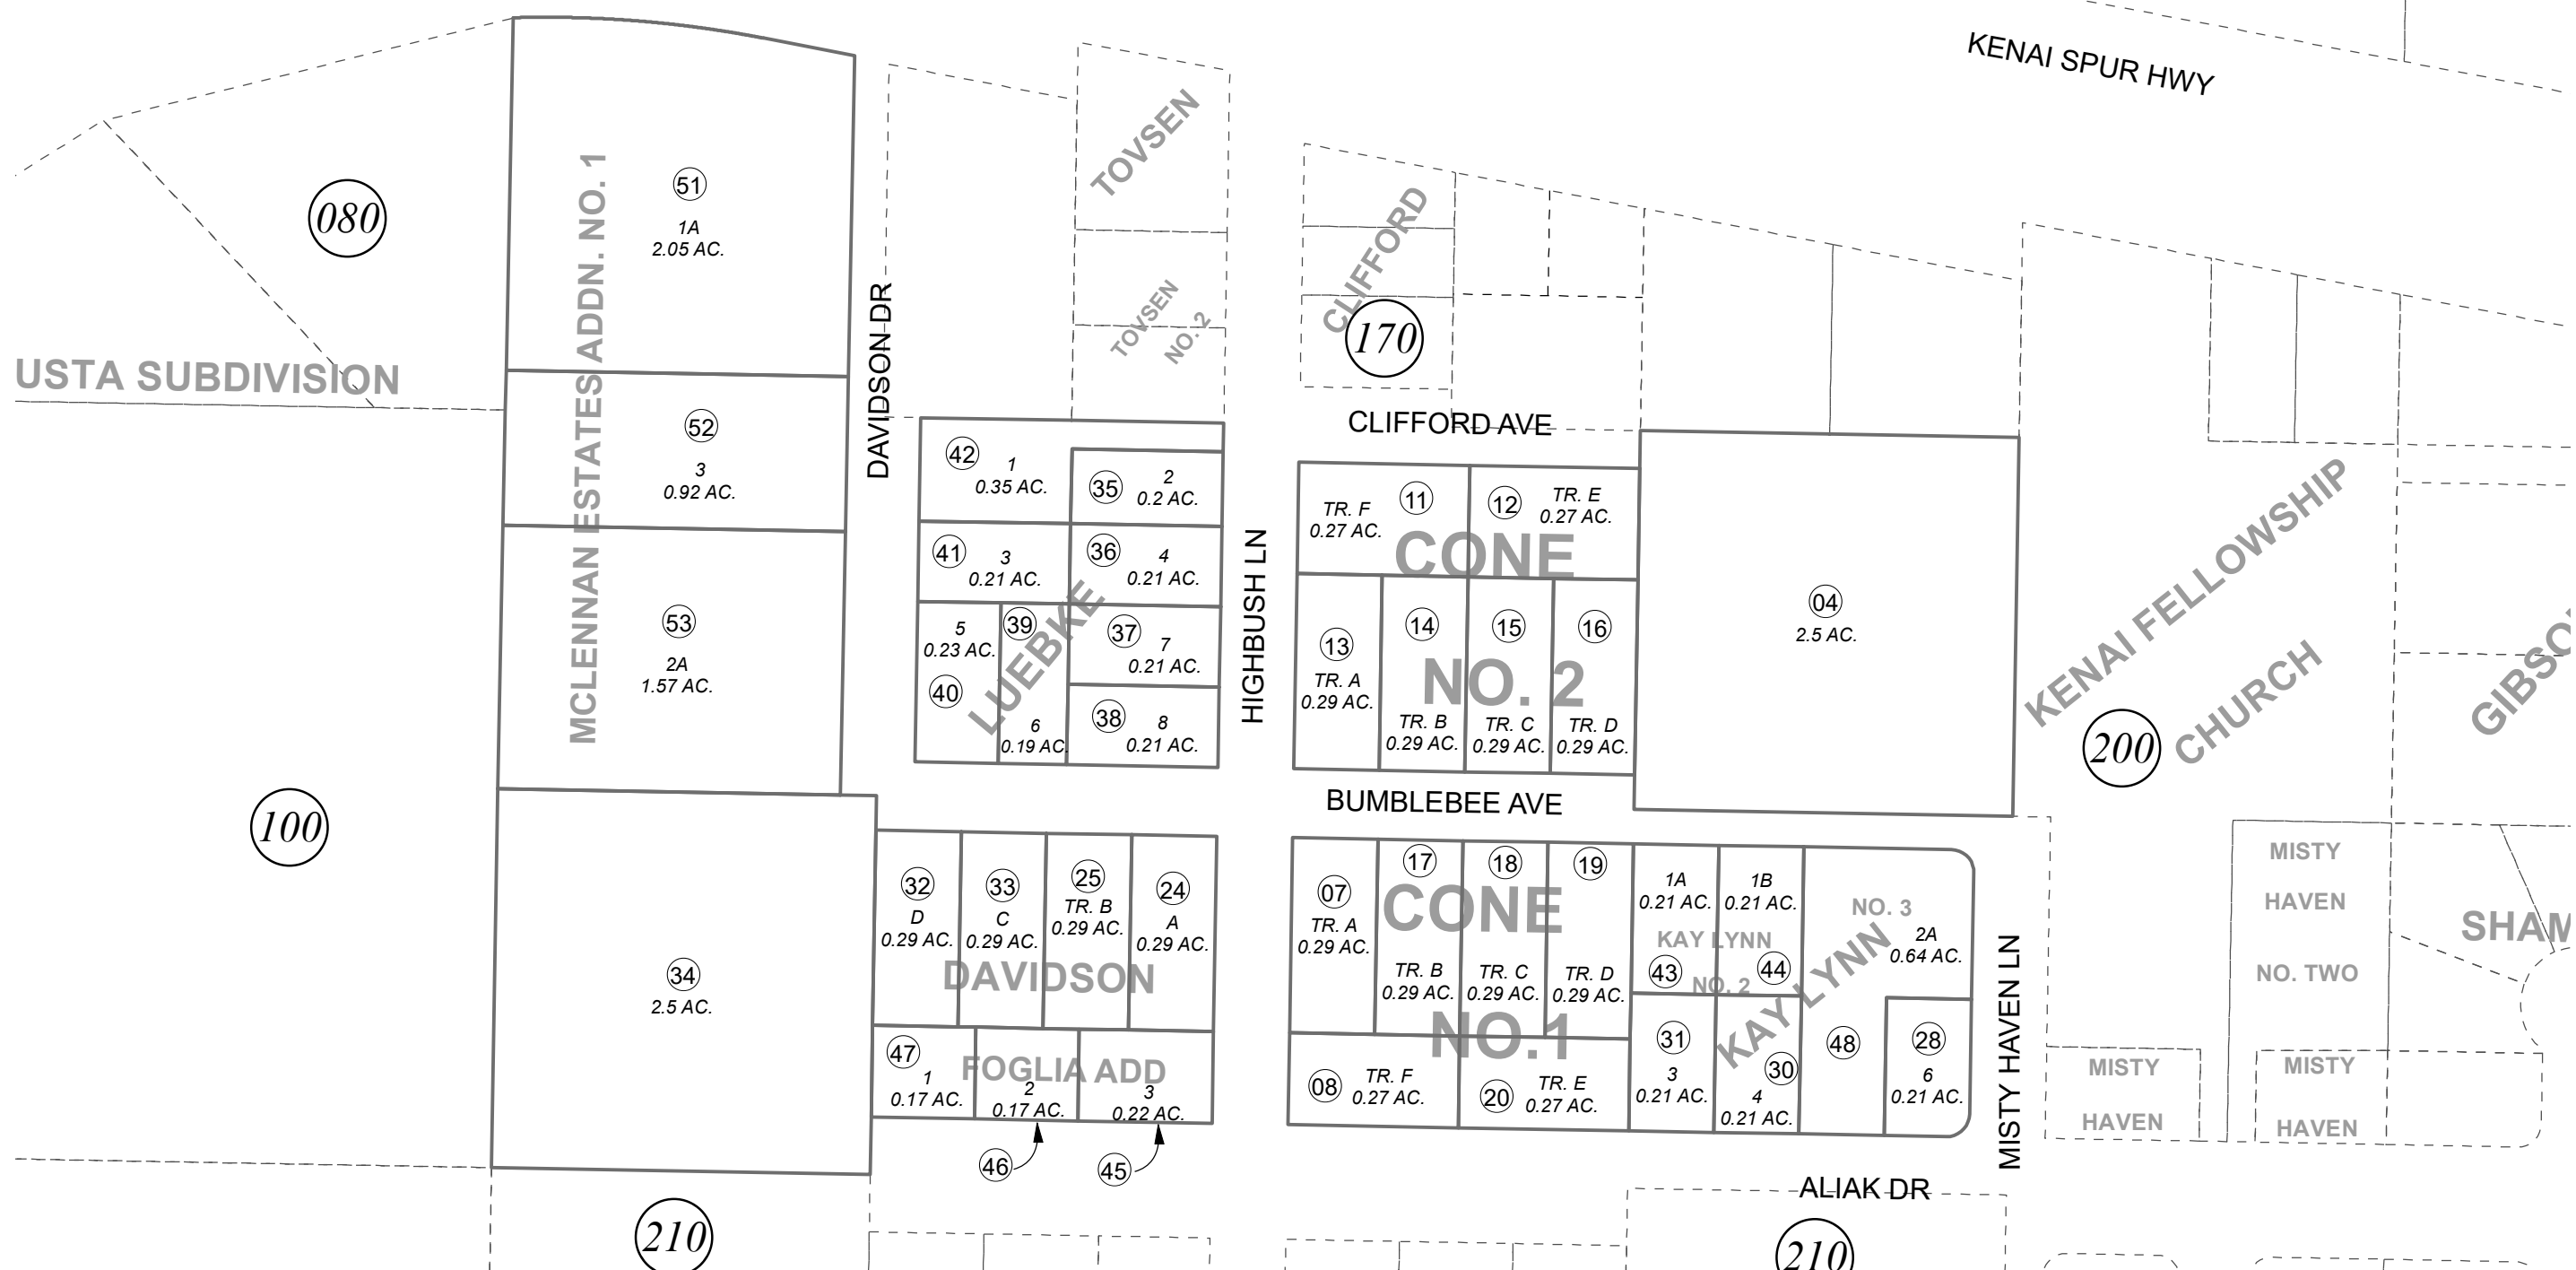 KENAI SPUR HWY
TOVSEN
51
1A
2.05 AC.
080
MCLENNAN ESTATES ADDN. NO. 1
CLIFFORD
TOVSEN
NO. 2
170
DAVIDSON DR
USTA SUBDIVISION
52
3
0.92 AC.
CLIFFORD AVE
42
1
0.35 AC.
35
2
0.2 AC.
11
TR. F
0.27 AC.
12
TR. E
0.27 AC.
CONE
NO. 2
41
3
0.21 AC.
36
4
0.21 AC.
HIGHBUSH LN
LUEBKE
53
2A
1.57 AC.
5
0.23 AC.
40
39
6
0.19 AC.
37
7
0.21 AC.
38
8
0.21 AC.
13
TR. A
0.29 AC.
14
TR. B
0.29 AC.
15
TR. C
0.29 AC.
16
TR. D
0.29 AC.
04
2.5 AC.
KENAI FELLOWSHIP
CHURCH
GIBSO
200
100
BUMBLEBEE AVE
32
D
0.29 AC.
33
C
0.29 AC.
25
TR. B
0.29 AC.
24
A
0.29 AC.
DAVIDSON
07
TR. A
0.29 AC.
17
TR. B
0.29 AC.
18
TR. C
0.29 AC.
19
TR. D
0.29 AC.
CONE
NO.1
1A
0.21 AC.
43
1B
0.21 AC.
44
KAY LYNN
NO. 2
NO. 3
KAY LYNN
2A
0.64 AC.
48
MISTY HAVEN LN
MISTY
HAVEN
NO. TWO
SHAM
34
2.5 AC.
47
1
0.17 AC.
FOGLIA ADD
2
0.17 AC.
3
0.22 AC.
46
45
08
TR. F
0.27 AC.
20
TR. E
0.27 AC.
31
3
0.21 AC.
30
4
0.21 AC.
28
6
0.21 AC.
MISTY
HAVEN
MISTY
HAVEN
ALIAK DR
210
210